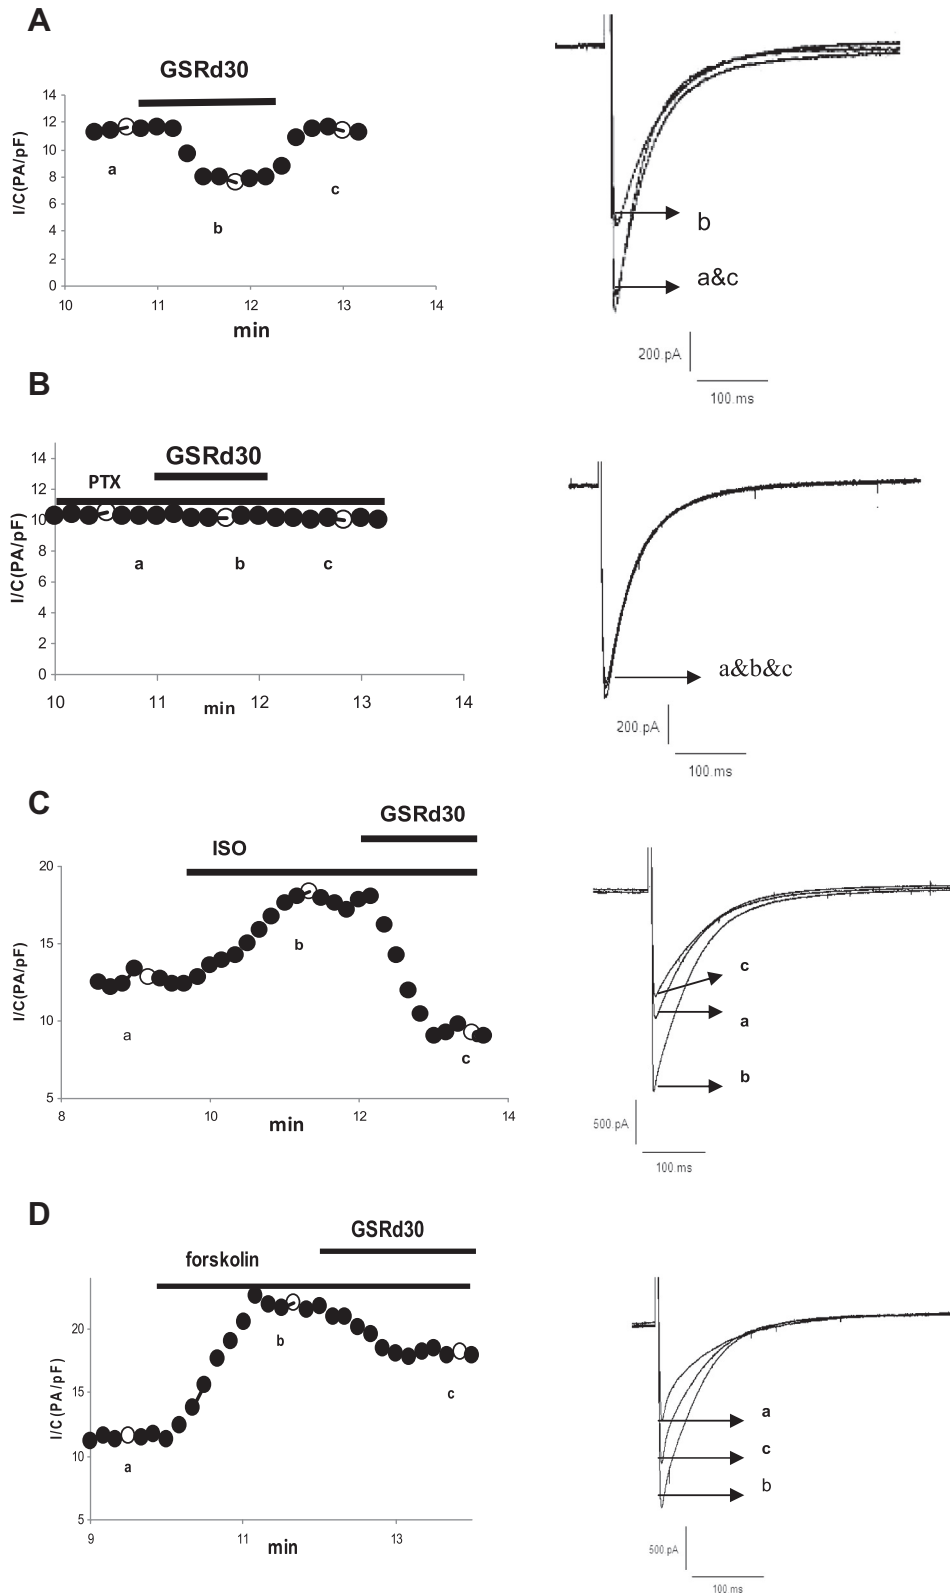 A
GSRd30
14
12
10
8
6
4
2
0
I/C(PA/pF)
a
b
c
10 11 12 13 14
min
b
a&c
200 pA
100 ms
B
GSRd30
PTX
14
12
10
8
6
4
2
0
I/C(PA/pF)
a b c
10 11 12 13 14
min
a&b&c
200 pA
100 ms
C
GSRd30
ISO
20
15
10
5
I/C(PA/pF)
a
b
c
8 10 12 14
min
c
a
b
500 pA
100 ms
D
GSRd30
forskolin
20
15
10
5
I/C(PA/pF)
a
b
c
9 11 13
min
a
c
b
500 pA
100 ms